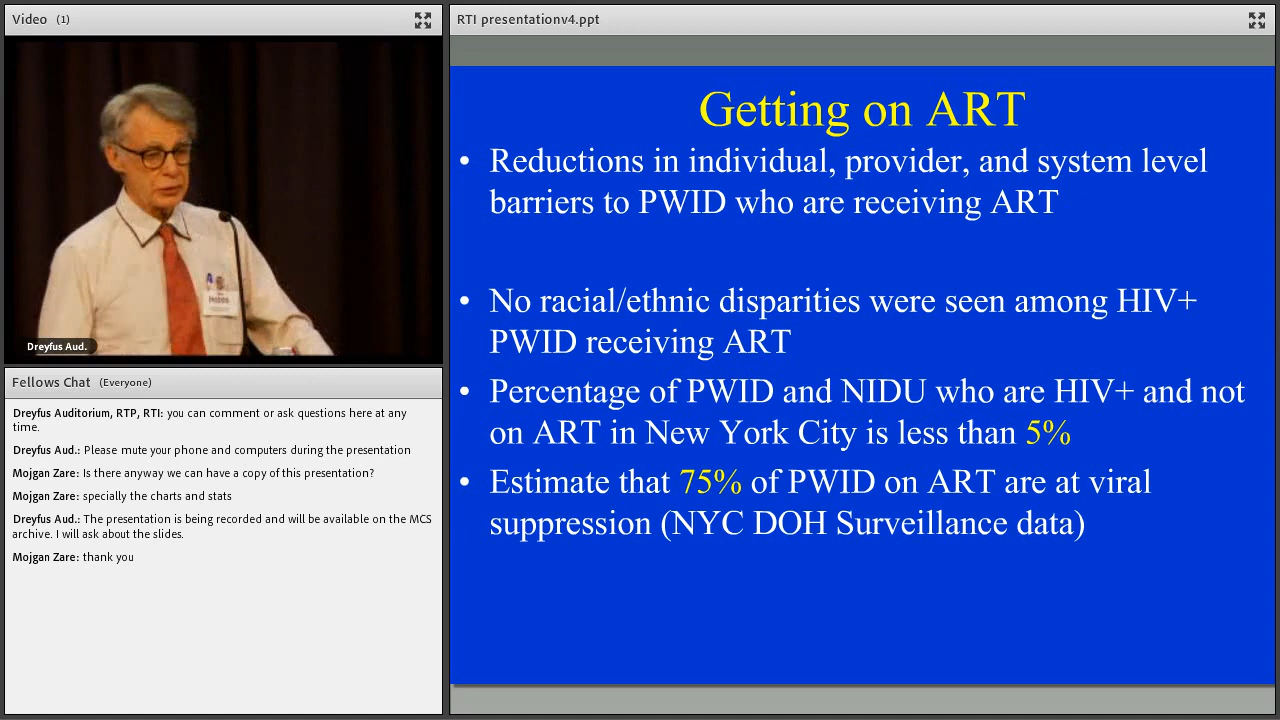 Video (1)
Dreyfus Aud.
Fellows Chat (Everyone)
Dreyfus Auditorium, RTP, RTI: you can comment or ask questions here at any
time.
Dreyfus Aud.: Please mute your phone and computers during the presentation
Mojgan Zare: Is there anyway we can have a copy of this presentation?
Mojgan Zare: specially the charts and stats
Dreyfus Aud.: The presentation is being recorded and will be available on the MCS
archive. I will ask about the slides.
Mojgan Zare: thank you
RTI presentationv4.ppt
Getting on ART
• Reductions in individual, provider, and system level
barriers to PWID who are receiving ART
• No racial/ethnic disparities were seen among HIV+
PWID receiving ART
• Percentage of PWID and NIDU who are HIV+ and not
on ART in New York City is less than 5%
• Estimate that 75% of PWID on ART are at viral
suppression (NYC DOH Surveillance data)